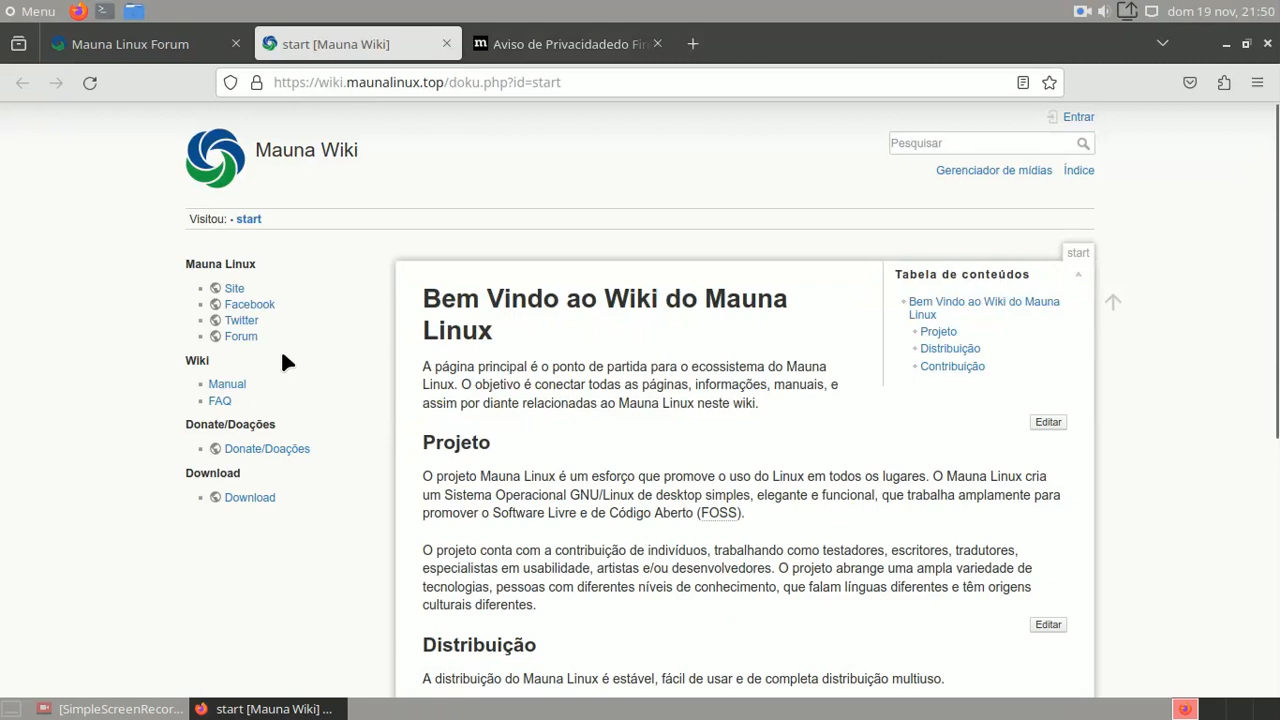 Menu
dom 19 nov, 21:50
Mauna Linux Forum
start [Mauna Wiki]
Aviso de Privacidadedo Fir
https://wiki.maunalinux.top/doku.php?id=start
Entrar
Mauna Wiki
Pesquisar
Gerenciador de mídias Índice
Visitou: • start
start
Mauna Linux
Site
Facebook
Twitter
Forum
Wiki
Manual
FAQ
Donate/Doações
Donate/Doações
Download
Download
Bem Vindo ao Wiki do Mauna
Linux
A página principal é o ponto de partida para o ecossistema do Mauna
Linux. O objetivo é conectar todas as páginas, informações, manuais, e
assim por diante relacionadas ao Mauna Linux neste wiki.
Tabela de conteúdos
Bem Vindo ao Wiki do Mauna
Linux
Projeto
Distribuição
Contribuição
Editar
Projeto
O projeto Mauna Linux é um esforço que promove o uso do Linux em todos os lugares. O Mauna Linux cria
um Sistema Operacional GNU/Linux de desktop simples, elegante e funcional, que trabalha amplamente para
promover o Software Livre e de Código Aberto (FOSS).
O projeto conta com a contribuição de indivíduos, trabalhando como testadores, escritores, tradutores,
especialistas em usabilidade, artistas e/ou desenvolvedores. O projeto abrange uma ampla variedade de
tecnologias, pessoas com diferentes níveis de conhecimento, que falam línguas diferentes e têm origens
culturais diferentes.
Editar
Distribuição
A distribuição do Mauna Linux é estável, fácil de usar e de completa distribuição multiuso.
[SimpleScreenRecor...
start [Mauna Wiki] ...